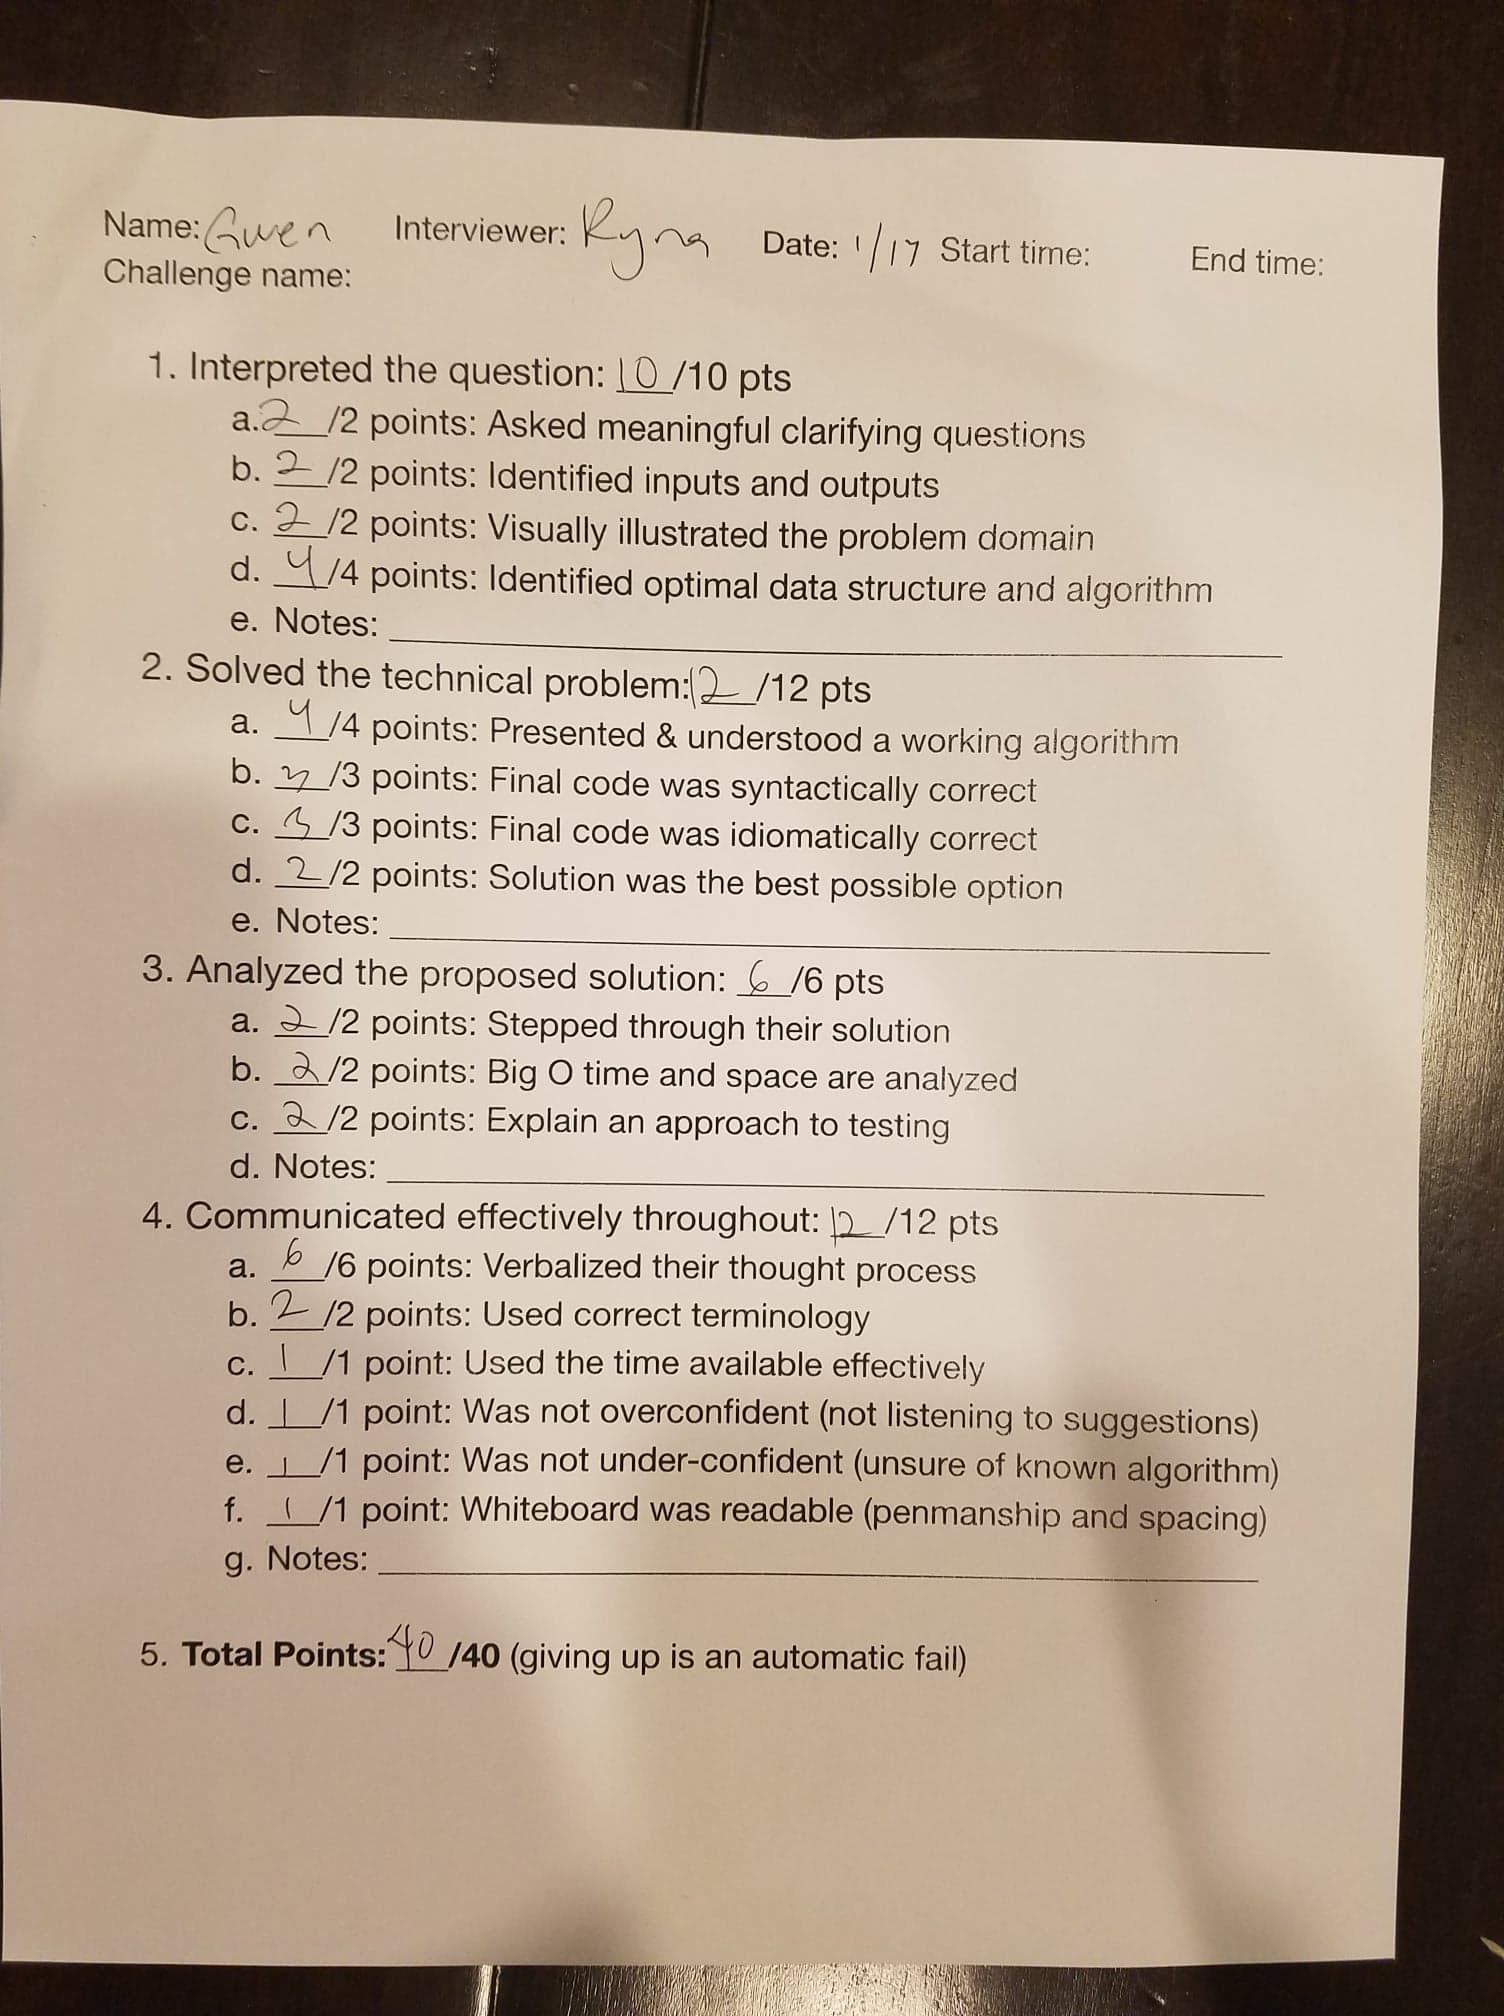 Name: Gwen Interviewer: Ryna Date: 1/17 Start time: End time:
Challenge name:
1. Interpreted the question: 10 /10 pts
a. 2 /2 points: Asked meaningful clarifying questions
b. 2 /2 points: Identified inputs and outputs
c. 2 /2 points: Visually illustrated the problem domain
d. 4 /4 points: Identified optimal data structure and algorithm
e. Notes:
2. Solved the technical problem: 12 /12 pts
a. 4 /4 points: Presented & understood a working algorithm
b. 3 /3 points: Final code was syntactically correct
c. 3 /3 points: Final code was idiomatically correct
d. 2 /2 points: Solution was the best possible option
e. Notes:
3. Analyzed the proposed solution: 6 /6 pts
a. 2 /2 points: Stepped through their solution
b. 2 /2 points: Big O time and space are analyzed
c. 2 /2 points: Explain an approach to testing
d. Notes:
4. Communicated effectively throughout: 12 /12 pts
a. 6 /6 points: Verbalized their thought process
b. 2 /2 points: Used correct terminology
c. 1 /1 point: Used the time available effectively
d. 1 /1 point: Was not overconfident (not listening to suggestions)
e. 1 /1 point: Was not under-confident (unsure of known algorithm)
f. 1 /1 point: Whiteboard was readable (penmanship and spacing)
g. Notes:
5. Total Points: 40 /40 (giving up is an automatic fail)